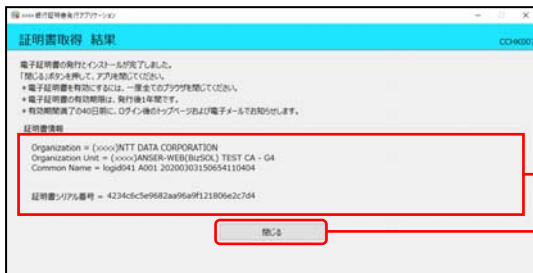 xxxx銀行証明書発行アプリケーション
証明書取得 結果
CCHK007
電子証明書の発行とインストールが完了しました。
「閉じる」ボタンを押して、アプリを閉じてください。
* 電子証明書を有効にするには、一度全てのブラウザを閉じてください。
* 電子証明書の有効期限は、発行後1年間です。
* 有効期間満了の40日前に、ログイン後のトップページおよび電子メールでお知らせします。
証明書情報
Organization = (xxxx)NTT DATA CORPORATION
Organization Unit = (xxxx)ANSER-WEB(BizSOL) TEST CA - G4
Common Name = logid041 A001 20200303150654110404
証明書シリアル番号 = 4234c6c5e9682aa96a9f121806e2c7d4
閉じる